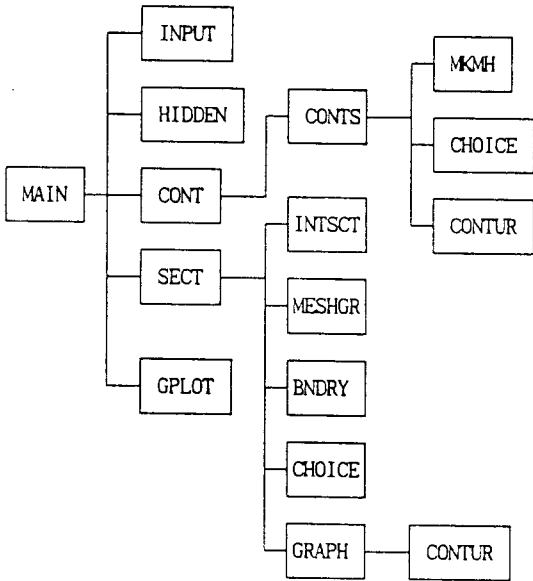 INPUT
MKMH
HIDDEN
CONTS
CHOICE
MAIN
CONT
CONTUR
INTSCT
SECT
MESHGR
GPLOT
BNDRY
CHOICE
GRAPH
CONTUR